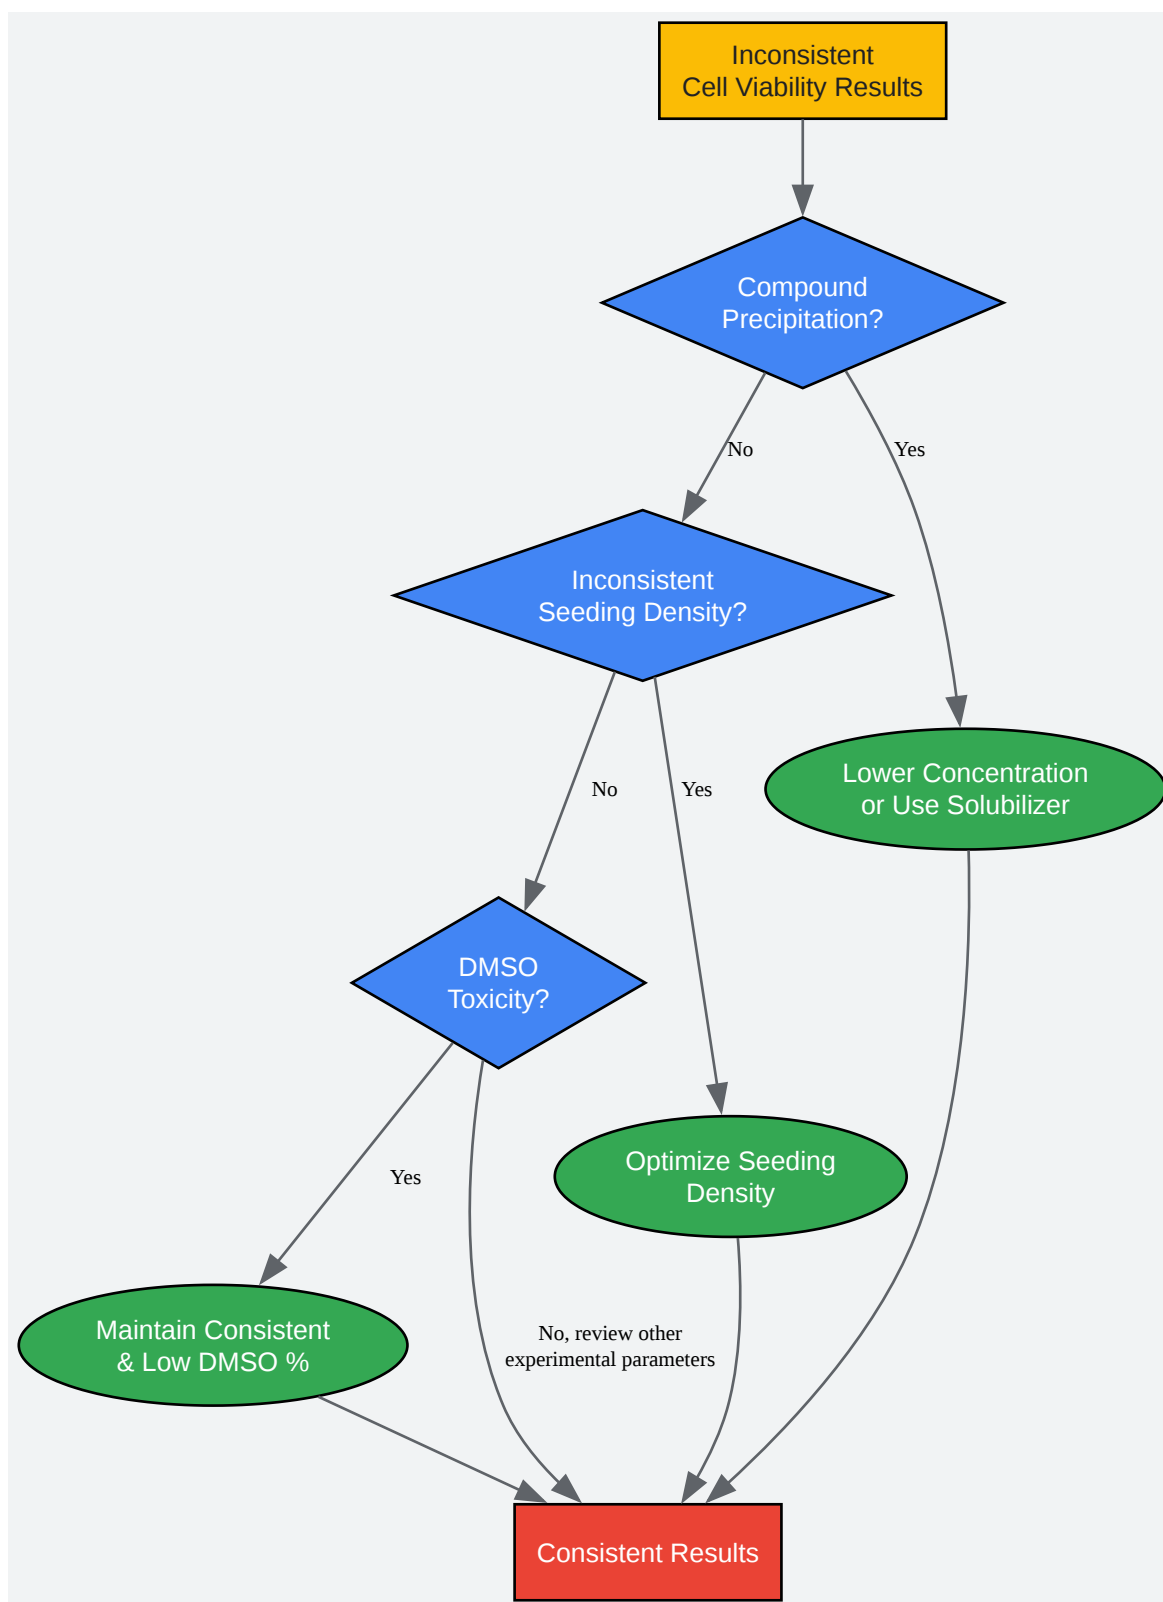 Inconsistent
Cell Viability Results
Compound
Precipitation?
No
Yes
Inconsistent
Seeding Density?
No
Yes
Lower Concentration
or Use Solubilizer
DMSO
Toxicity?
Yes
Optimize Seeding
Density
Maintain Consistent
& Low DMSO %
No, review other
experimental parameters
Consistent Results